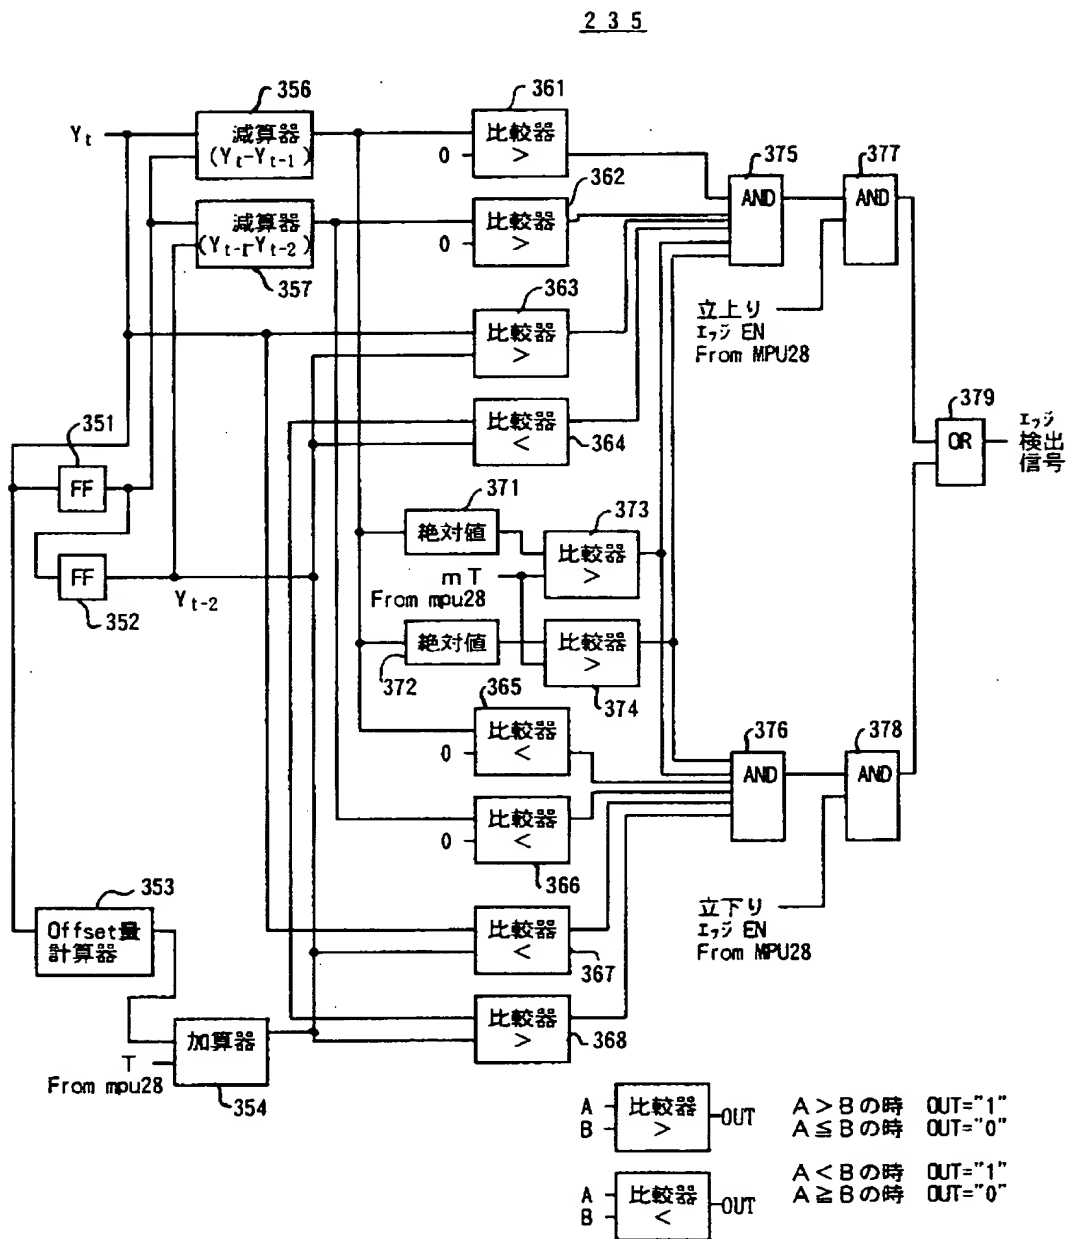 2 3 5
356
361
Yt
減算器
(Yt-Yt-1)
比較器
>
0
375
377
AND
AND
362
減算器
(Yt-1-Yt-2)
比較器
>
0
357
363
立上り
エッジ EN
From MPU28
比較器
>
351
FF
比較器
<
364
379
OR
エッジ
検出
信号
371
絶対値
373
比較器
>
FF
352
Yt-2
mT
From mpu28
絶対値
372
比較器
>
374
365
比較器
<
0
376
378
AND
AND
比較器
<
0
366
353
Offset量
計算器
立下り
エッジ EN
From MPU28
比較器
<
367
加算器
T
From mpu28
354
比較器
>
368
A
B
比較器
>
OUT
A>Bの時 OUT="1"
A≦Bの時 OUT="0"
A
B
比較器
<
OUT
A<Bの時 OUT="1"
A≧Bの時 OUT="0"